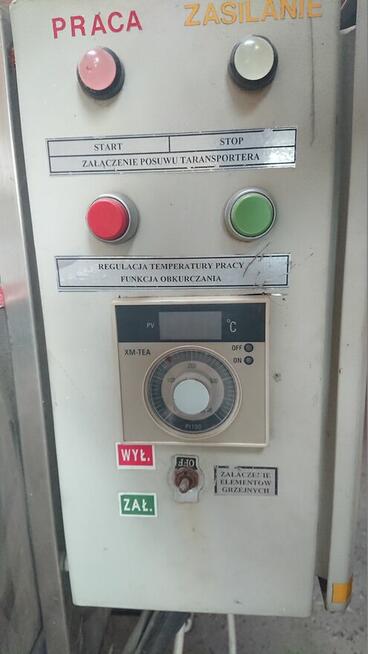 PRACA ZASILANIE
START STOP
ZAŁĄCZENIE POSUWU TARANSPORTERA
REGULACJA TEMPERATURY PRACY
FUNKCJA OBKURCZANIA
PV °C
XM-TEA OFF
ON
Pt100
WYŁ. OFF
ZAŁĄCZENIE
ELEMENTÓW
GRZEJNYCH
ZAŁ.